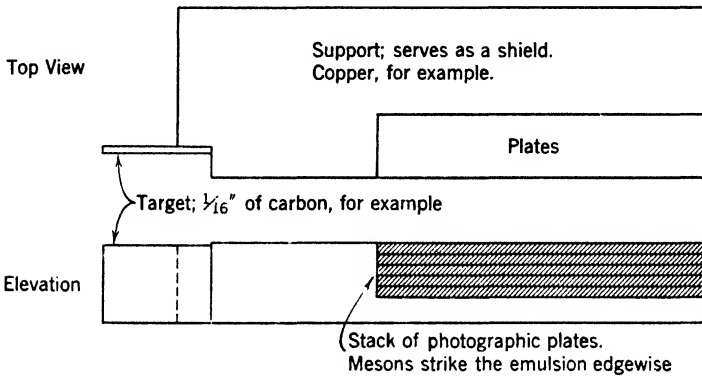 Top View
Support; serves as a shield.
Copper, for example.
Plates
Target; 1/16" of carbon, for example
Elevation
Stack of photographic plates.
Mesons strike the emulsion edgewise